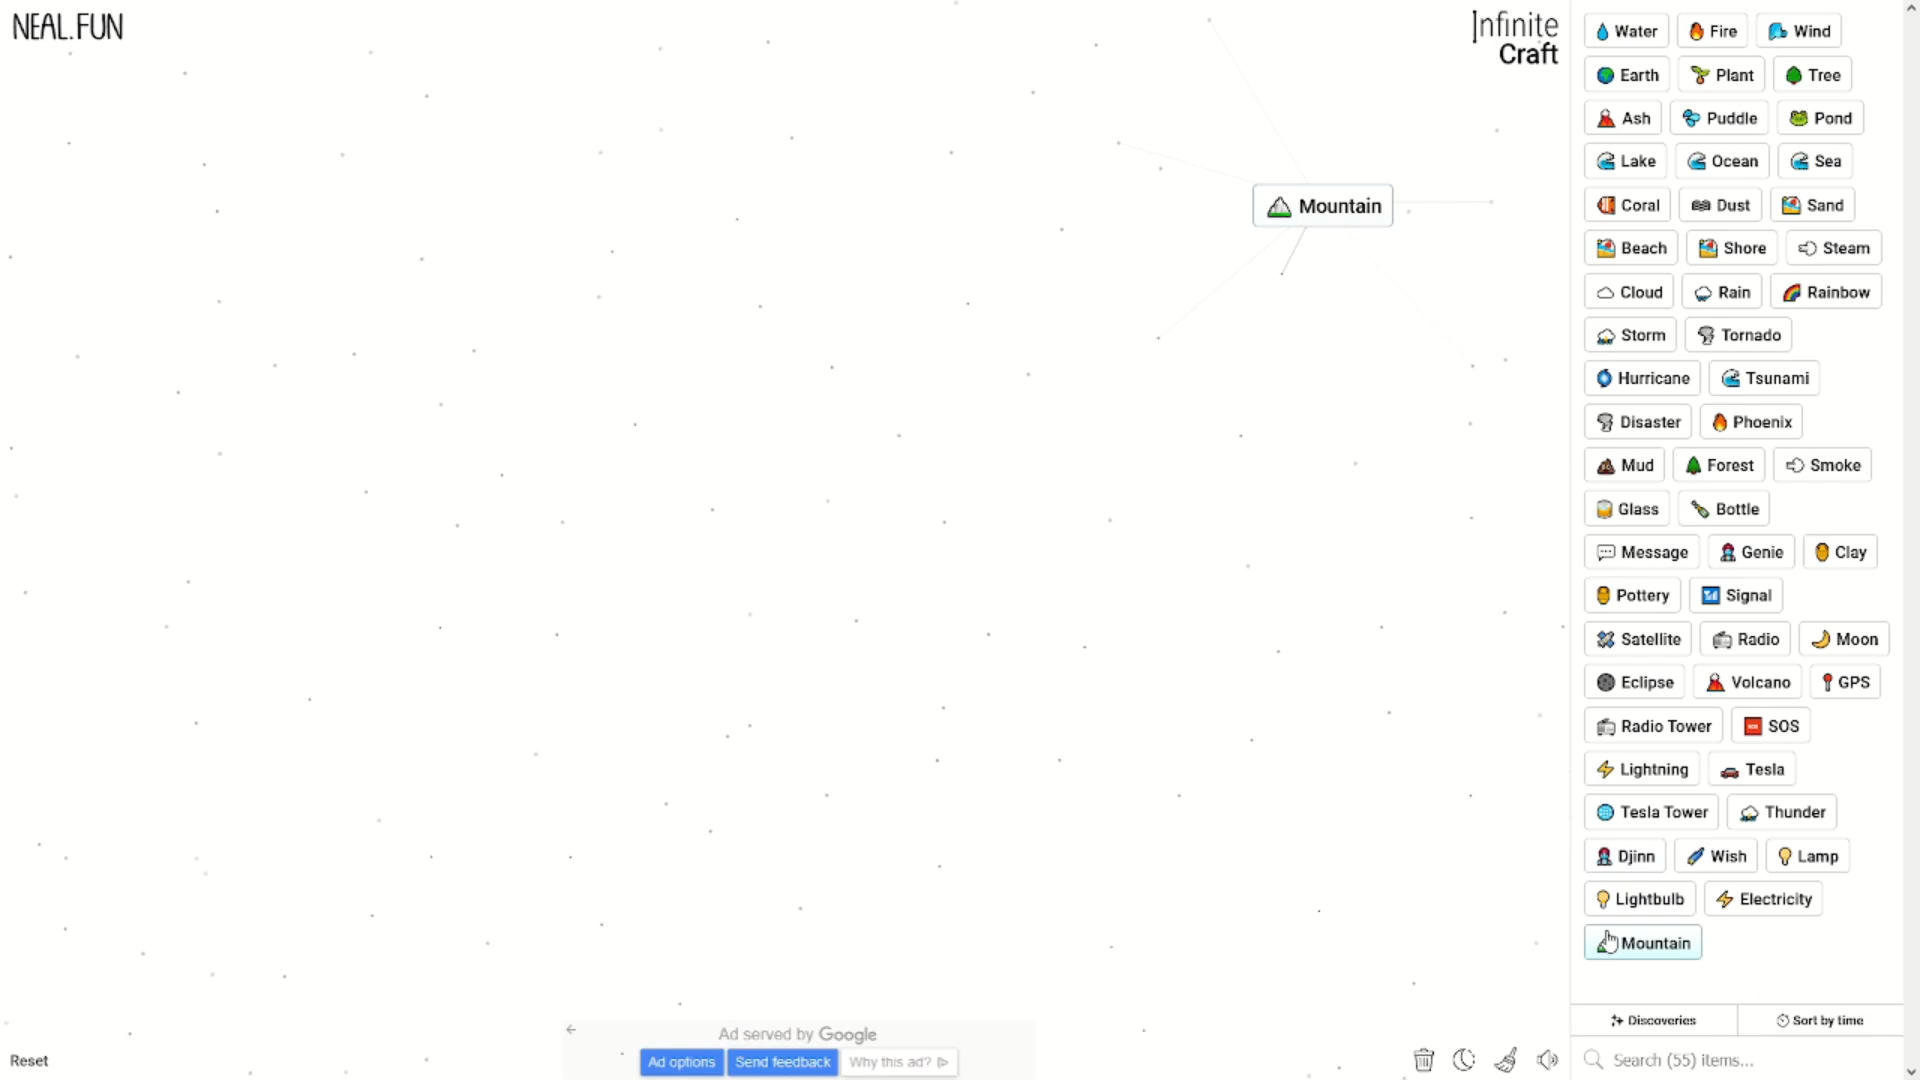 NEAL.FUN
Infinite
Craft
Mountain
Water Fire Wind
Earth Plant Tree
Ash Puddle Pond
Lake Ocean Sea
Coral Dust Sand
Beach Shore Steam
Cloud Rain Rainbow
Storm Tornado
Hurricane Tsunami
Disaster Phoenix
Mud Forest Smoke
Glass Bottle
Message Genie Clay
Pottery Signal
Satellite Radio Moon
Eclipse Volcano GPS
Radio Tower SOS
Lightning Tesla
Tesla Tower Thunder
Djinn Wish Lamp
Lightbulb Electricity
Mountain
Discoveries Sort by time
Search (55) items...
Ad served by Google
Ad options Send feedback Why this ad?
Reset